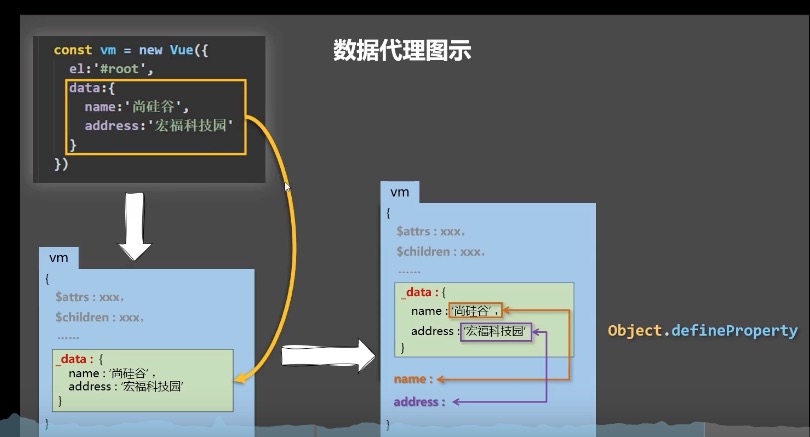 数据代理图示
const vm = new Vue({
el:'#root',
data:{
name:'尚硅谷',
address:'宏福科技园'
}
})
vm
{
$attrs : xxx,
$children : xxx,
......
_data : {
name : '尚硅谷' ,
address : '宏福科技园'
}
}
vm
{
$attrs : xxx,
$children : xxx,
......
_data : {
name : '尚硅谷' ,
address : '宏福科技园'
}
name :
address :
}
Object.defineProperty